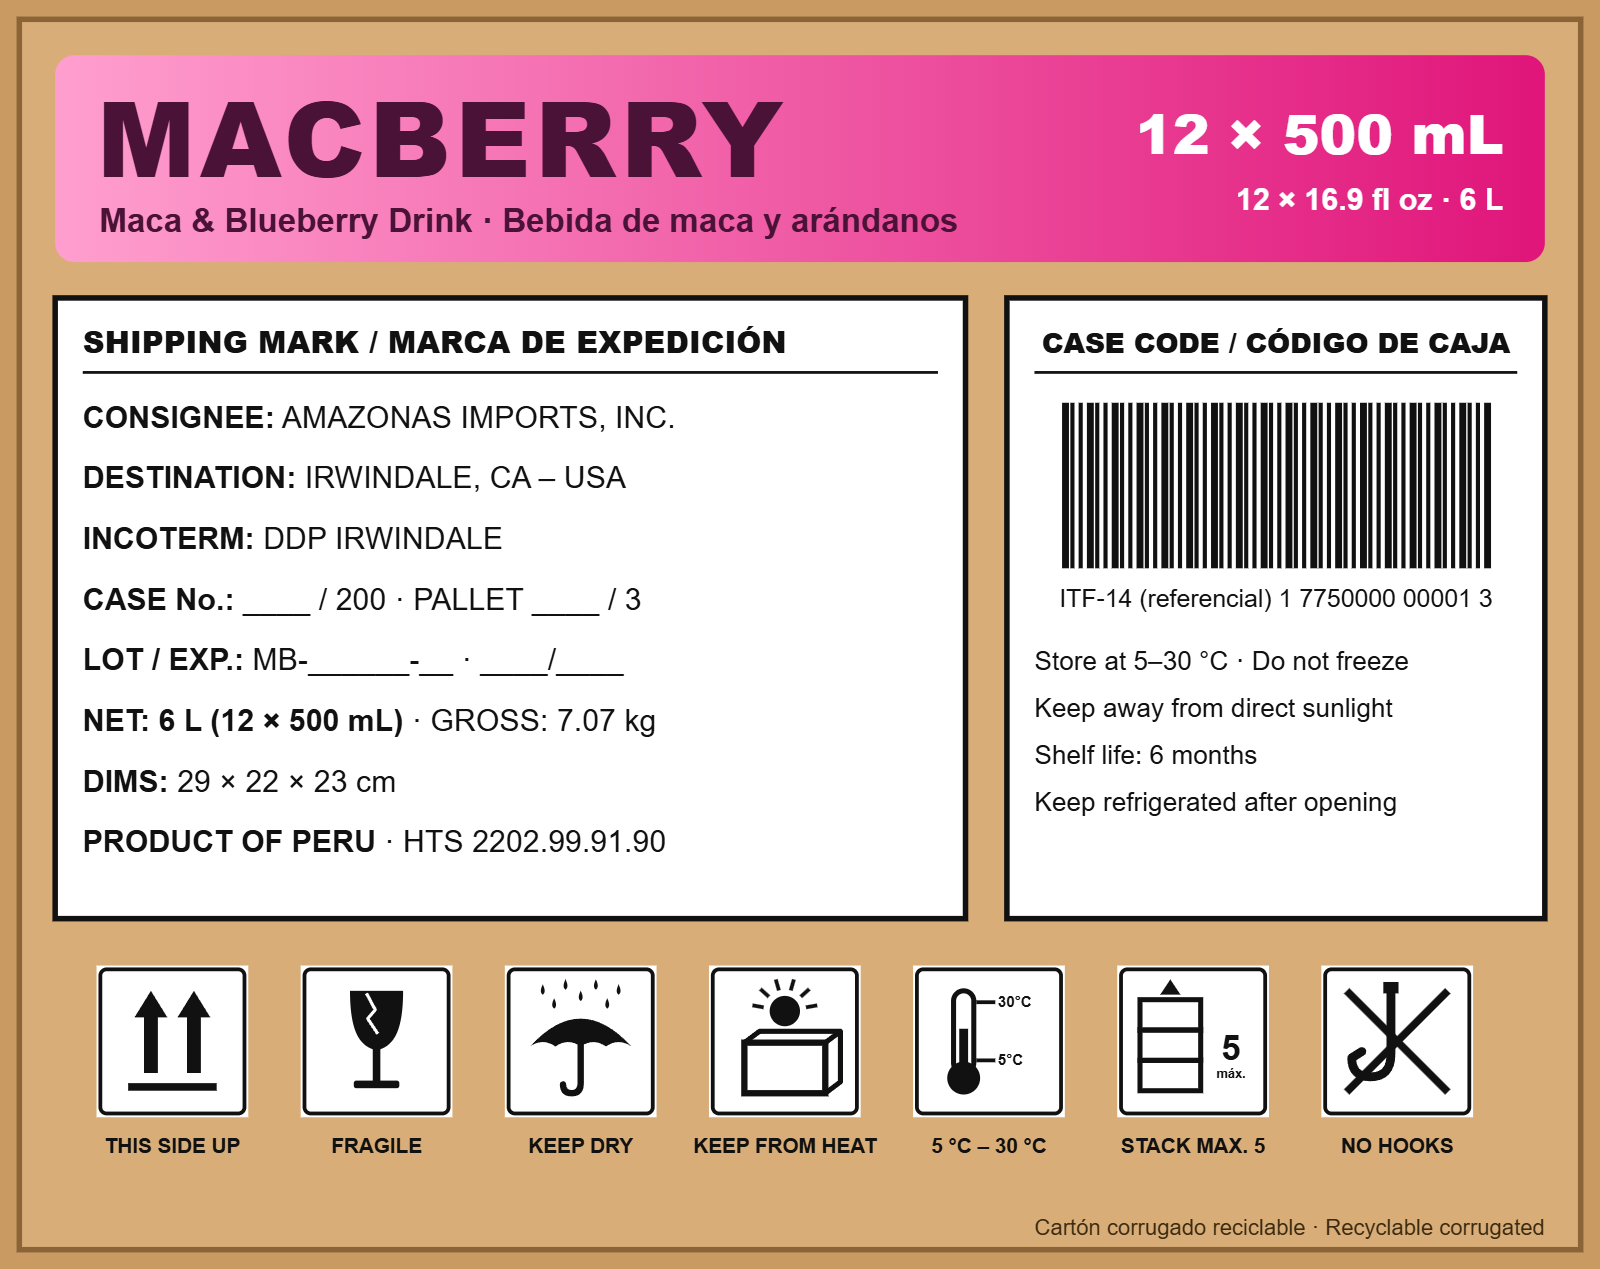 MACBERRY
Maca & Blueberry Drink · Bebida de maca y arándanos
12 × 500 mL
12 × 16.9 fl oz · 6 L
SHIPPING MARK / MARCA DE EXPEDICIÓN
CONSIGNEE: AMAZONAS IMPORTS, INC.
DESTINATION: IRWINDALE, CA – USA
INCOTERM: DDP IRWINDALE
CASE No.: ____ / 200 · PALLET ____ / 3
LOT / EXP.: MB-______-__ · ____/____
NET: 6 L (12 × 500 mL) · GROSS: 7.07 kg
DIMS: 29 × 22 × 23 cm
PRODUCT OF PERU · HTS 2202.99.91.90
CASE CODE / CÓDIGO DE CAJA
ITF-14 (referencial) 1 7750000 00001 3
Store at 5–30 °C · Do not freeze
Keep away from direct sunlight
Shelf life: 6 months
Keep refrigerated after opening
30°C
5°C
5
máx.
THIS SIDE UP
FRAGILE
KEEP DRY
KEEP FROM HEAT
5 °C – 30 °C
STACK MAX. 5
NO HOOKS
Cartón corrugado reciclable · Recyclable corrugated